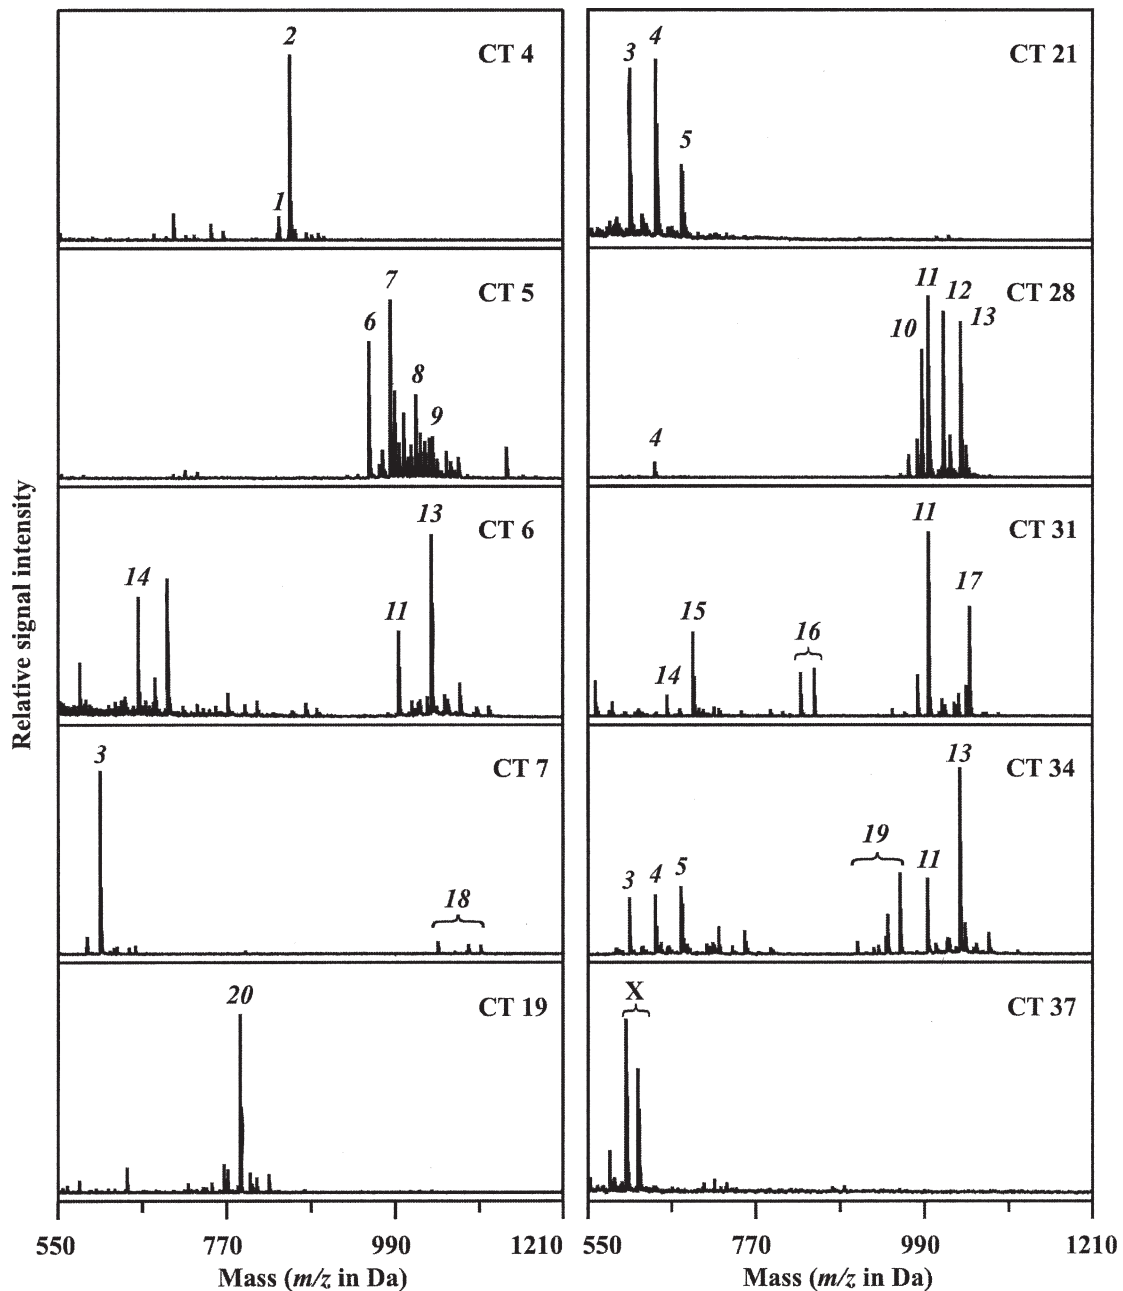 2
CT 4
1
7
CT 5
6
8
9
13
CT 6
14
11
3
CT 7
18
20
CT 19
4
CT 21
3
5
11
12
CT 28
10
13
4
11
CT 31
17
15
16
14
13
CT 34
19
11
5
4
3
X
CT 37
Relative signal intensity
550 770 990 1210
Mass (m/z in Da)
550 770 990 1210
Mass (m/z in Da)